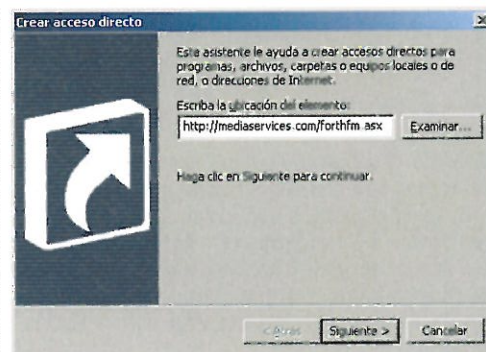 Crear acceso directo
Este asistente le ayuda a crear accesos directos para
programas, archivos, carpetas o equipos locales o de
red, o direcciones de Internet.
Escriba la ubicación del elemento:
http://mediaservices.com/forthfm.asx
Examinar...
Haga clic en Siguiente para continuar.
< Atrás
Siguiente >
Cancelar